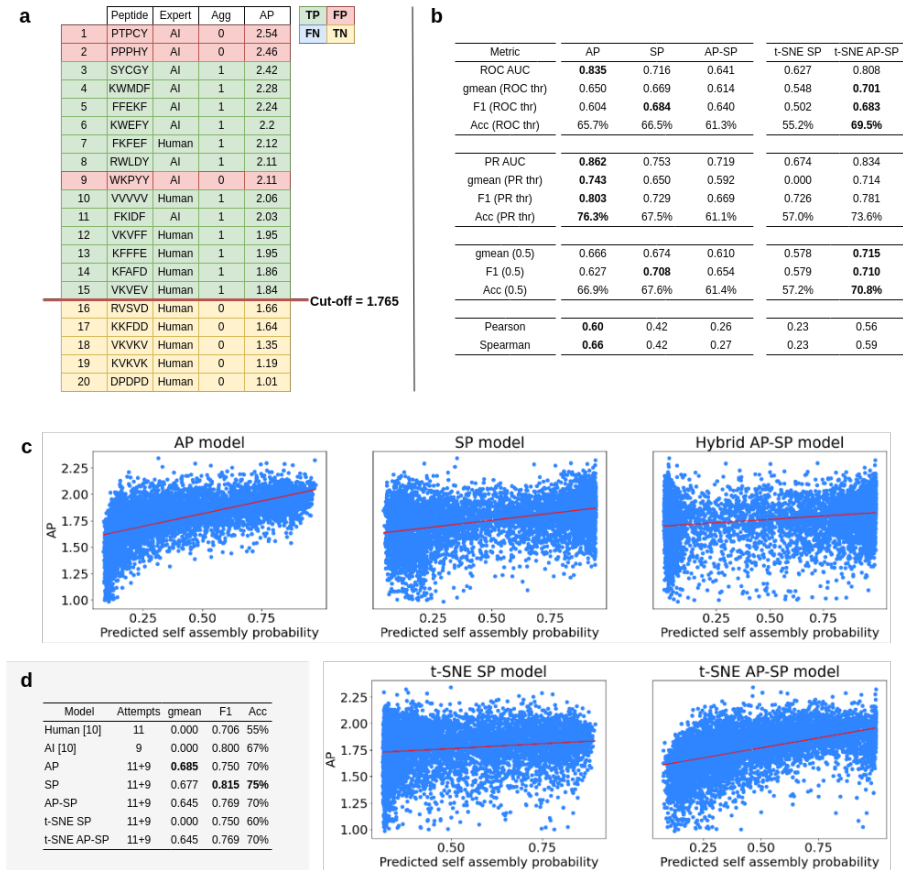 a
Peptide Expert Agg AP
TP FP
FN TN
1 PTPCY AI 0 2.54
2 PPPHY AI 0 2.46
3 SYCGY AI 1 2.42
4 KWMDF AI 1 2.28
5 FFEKF AI 1 2.24
6 KWEFY AI 1 2.2
7 FKFEF Human 1 2.12
8 RWLDY AI 1 2.11
9 WKPYY AI 0 2.11
10 VVVVV Human 1 2.06
11 FKIDF AI 1 2.03
12 VKVFF Human 1 1.95
13 KFFFE Human 1 1.95
14 KFAFD Human 1 1.86
15 VKVEV Human 1 1.84
Cut-off = 1.765
16 RVSVD Human 0 1.66
17 KKFDD Human 0 1.64
18 VKVKV Human 0 1.35
19 KVKVK Human 0 1.19
20 DPDPD Human 0 1.01
b
Metric AP SP AP-SP t-SNE SP t-SNE AP-SP
ROC AUC 0.835 0.716 0.641 0.627 0.808
gmean (ROC thr) 0.650 0.669 0.614 0.548 0.701
F1 (ROC thr) 0.604 0.684 0.640 0.502 0.683
Acc (ROC thr) 65.7% 66.5% 61.3% 55.2% 69.5%
PR AUC 0.862 0.753 0.719 0.674 0.834
gmean (PR thr) 0.743 0.650 0.592 0.000 0.714
F1 (PR thr) 0.803 0.729 0.669 0.726 0.781
Acc (PR thr) 76.3% 67.5% 61.1% 57.0% 73.6%
gmean (0.5) 0.666 0.674 0.610 0.578 0.715
F1 (0.5) 0.627 0.708 0.654 0.579 0.710
Acc (0.5) 66.9% 67.6% 61.4% 57.2% 70.8%
Pearson 0.60 0.42 0.26 0.23 0.56
Spearman 0.66 0.42 0.27 0.23 0.59
c
AP model
2.25
2.00
1.75
1.50
1.25
1.00
AP
0.25 0.50 0.75
Predicted self assembly probability
SP model
0.25 0.50 0.75
Predicted self assembly probability
Hybrid AP-SP model
0.25 0.50 0.75
Predicted self assembly probability
d
Model Attempts gmean F1 Acc
Human [10] 11 0.000 0.706 55%
AI [10] 9 0.000 0.800 67%
AP 11+9 0.685 0.750 70%
SP 11+9 0.677 0.815 75%
AP-SP 11+9 0.645 0.769 70%
t-SNE SP 11+9 0.000 0.750 60%
t-SNE AP-SP 11+9 0.645 0.769 70%
t-SNE SP model
2.25
2.00
1.75
1.50
1.25
1.00
AP
0.50 0.75
Predicted self assembly probability
t-SNE AP-SP model
0.25 0.50 0.75
Predicted self assembly probability